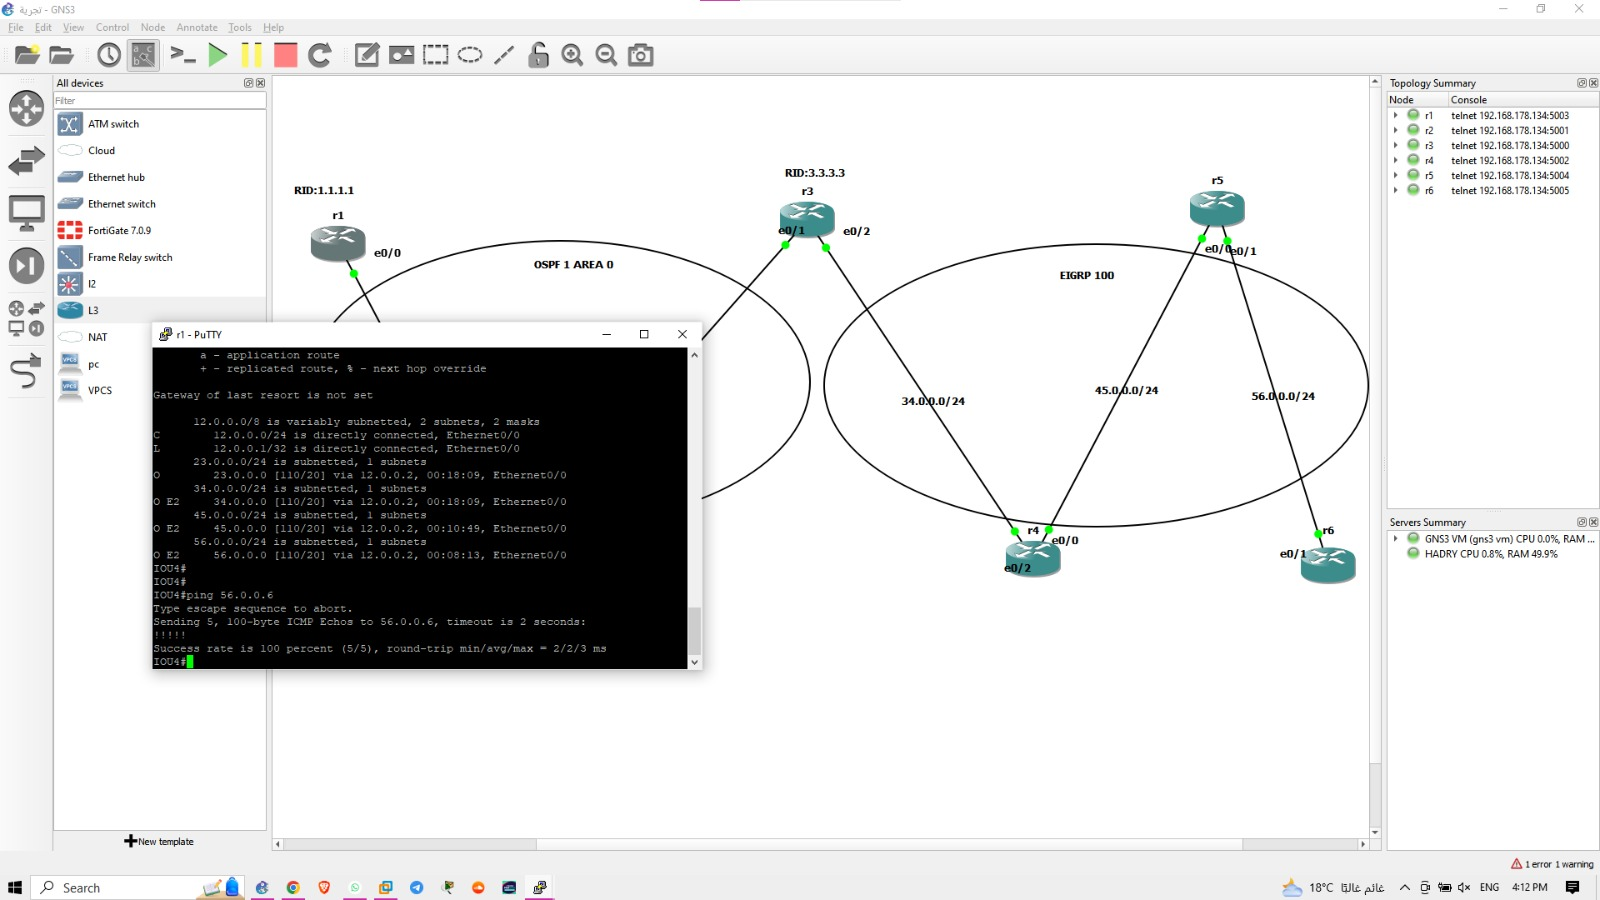 تجربة - GNS3
File Edit View Control Node Annotate Tools Help
All devices
Filter
ATM switch
Cloud
Ethernet hub
Ethernet switch
FortiGate 7.0.9
Frame Relay switch
l2
L3
NAT
pc
VPCS
New template
RID:1.1.1.1
r1
e0/0
OSPF 1 AREA 0
RID:3.3.3.3
r3
e0/1
e0/2
r5
e0/0
e0/1
EIGRP 100
34.0.0.0/24
45.0.0.0/24
56.0.0.0/24
r4
e0/0
e0/2
r6
e0/1
r1 - PuTTY
a - application route
+ - replicated route, % - next hop override
Gateway of last resort is not set
12.0.0.0/8 is variably subnetted, 2 subnets, 2 masks
C 12.0.0.0/24 is directly connected, Ethernet0/0
L 12.0.0.1/32 is directly connected, Ethernet0/0
23.0.0.0/24 is subnetted, 1 subnets
O 23.0.0.0 [110/20] via 12.0.0.2, 00:18:09, Ethernet0/0
34.0.0.0/24 is subnetted, 1 subnets
O E2 34.0.0.0 [110/20] via 12.0.0.2, 00:18:09, Ethernet0/0
45.0.0.0/24 is subnetted, 1 subnets
O E2 45.0.0.0 [110/20] via 12.0.0.2, 00:10:49, Ethernet0/0
56.0.0.0/24 is subnetted, 1 subnets
O E2 56.0.0.0 [110/20] via 12.0.0.2, 00:08:13, Ethernet0/0
IOU4#
IOU4#
IOU4#ping 56.0.0.6
Type escape sequence to abort.
Sending 5, 100-byte ICMP Echos to 56.0.0.6, timeout is 2 seconds:
!!!!!
Success rate is 100 percent (5/5), round-trip min/avg/max = 2/2/3 ms
IOU4#
Topology Summary
Node Console
r1 telnet 192.168.178.134:5003
r2 telnet 192.168.178.134:5001
r3 telnet 192.168.178.134:5000
r4 telnet 192.168.178.134:5002
r5 telnet 192.168.178.134:5004
r6 telnet 192.168.178.134:5005
Servers Summary
GNS3 VM (gns3 vm) CPU 0.0%, RAM ...
HADRY CPU 0.8%, RAM 49.9%
1 error 1 warning
Search
18°C غائم غالبًا
ENG
4:12 PM